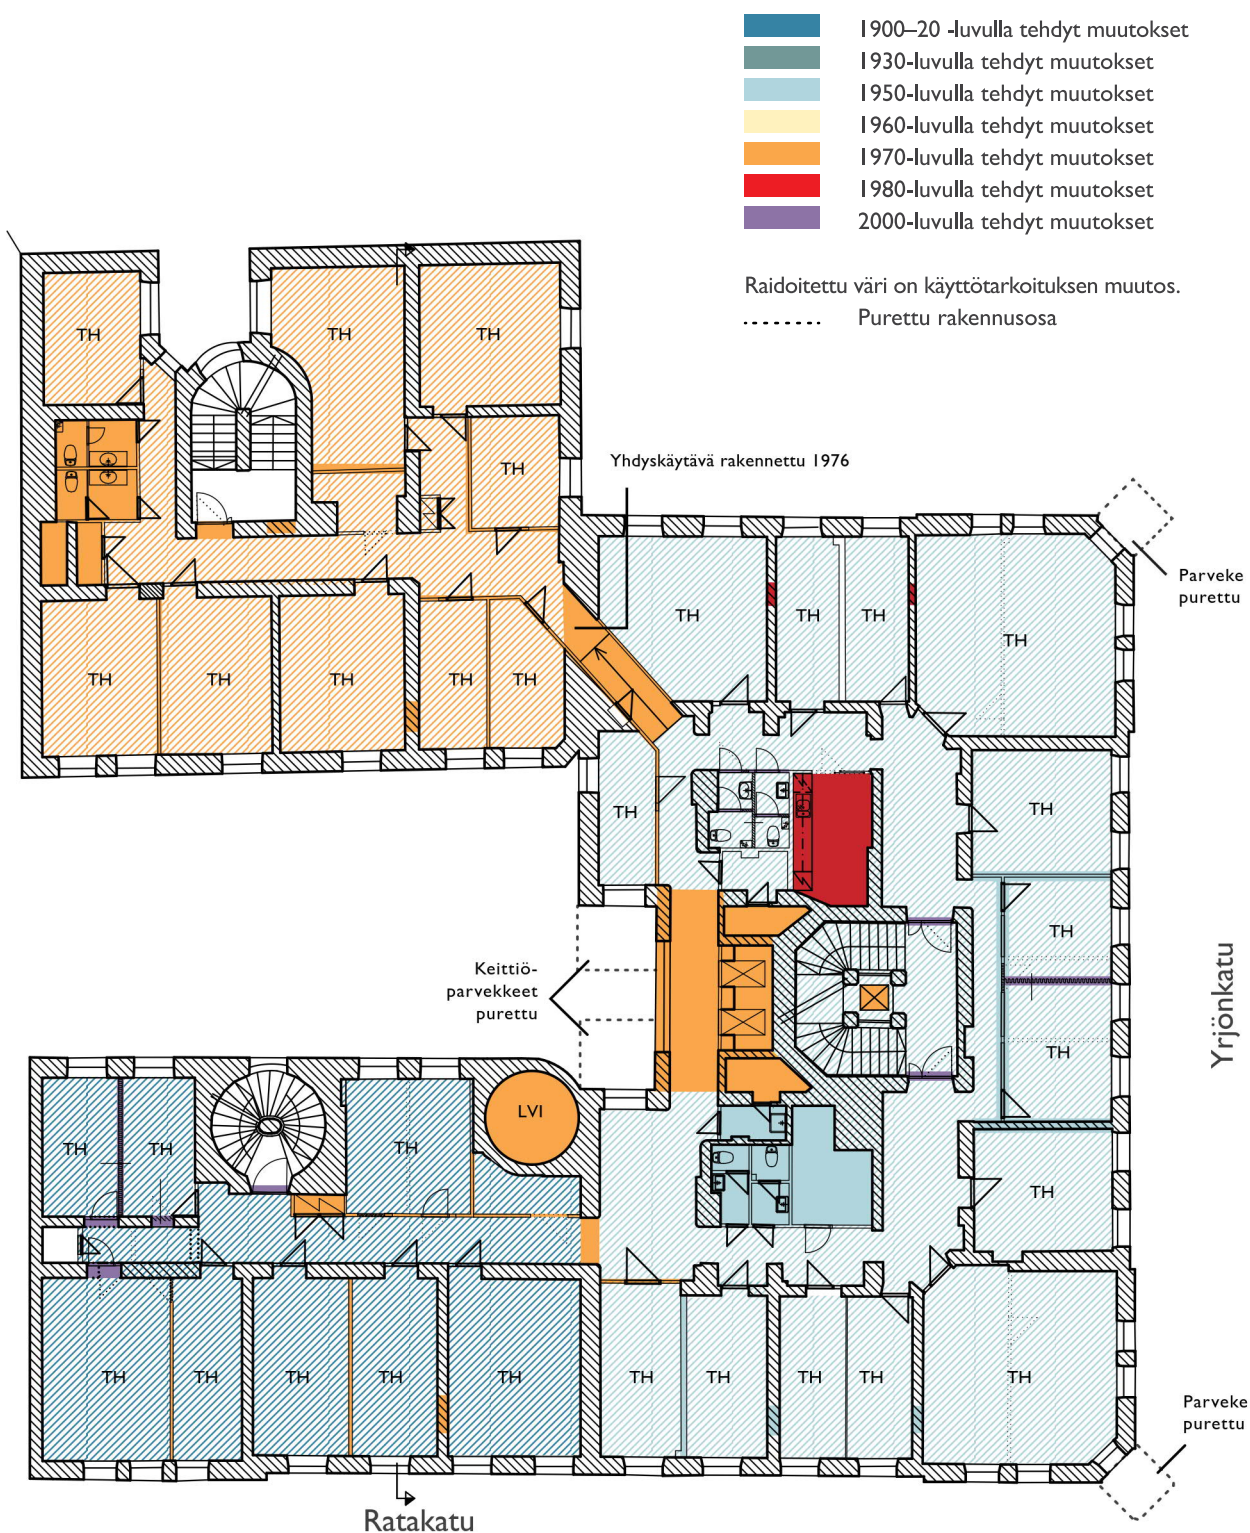 1900–20 -luvulla tehdyt muutokset
1930-luvulla tehdyt muutokset
1950-luvulla tehdyt muutokset
1960-luvulla tehdyt muutokset
1970-luvulla tehdyt muutokset
1980-luvulla tehdyt muutokset
2000-luvulla tehdyt muutokset
Raidoitettu väri on käyttötarkoituksen muutos.
Purettu rakennusosa
TH
TH
TH
Yhdyskäytävä rakennettu 1976
TH
Parveke
purettu
TH
TH
TH
TH
TH
TH
TH
TH
TH
TH
TH
TH
TH
Keittiö-
parvekkeet
purettu
Yrjönkatu
TH
LVI
TH
TH
TH
TH
TH
TH
TH
TH
TH
TH
TH
TH
TH
TH
Parveke
purettu
Ratakatu